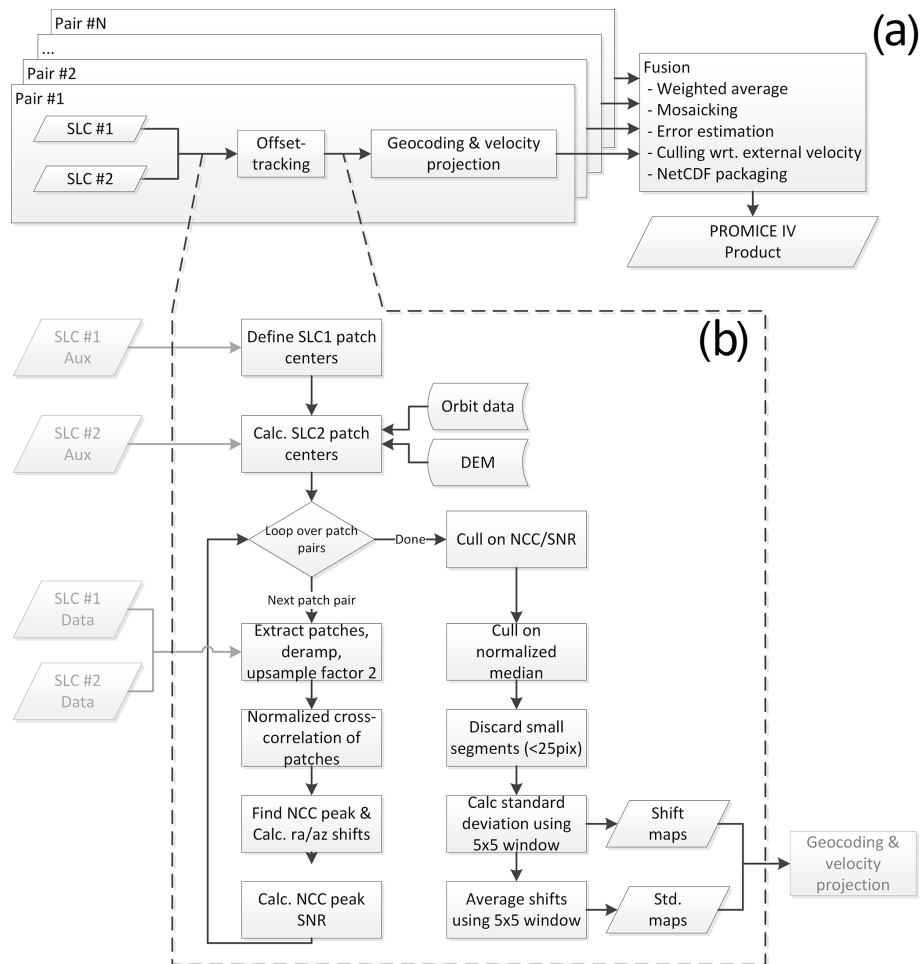 Pair #N
(a)
...
Pair #2
Pair #1
SLC #1
SLC #2
Offset-
tracking
Geocoding & velocity
projection
Fusion
- Weighted average
- Mosaicking
- Error estimation
- Culling wrt. external velocity
- NetCDF packaging
PROMICE IV
Product
(b)
SLC #1
Aux
Define SLC1 patch
centers
SLC #2
Aux
Calc. SLC2 patch
centers
Orbit data
DEM
Loop over patch
pairs
Done
Cull on NCC/SNR
Next patch pair
SLC #1
Data
SLC #2
Data
Extract patches,
deramp,
upsample factor 2
Cull on
normalized
median
Normalized cross-
correlation of
patches
Discard small
segments (<25pix)
Find NCC peak &
Calc. ra/az shifts
Calc standard
deviation using
5x5 window
Shift
maps
Geocoding &
velocity
projection
Calc. NCC peak
SNR
Average shifts
using 5x5 window
Std.
maps